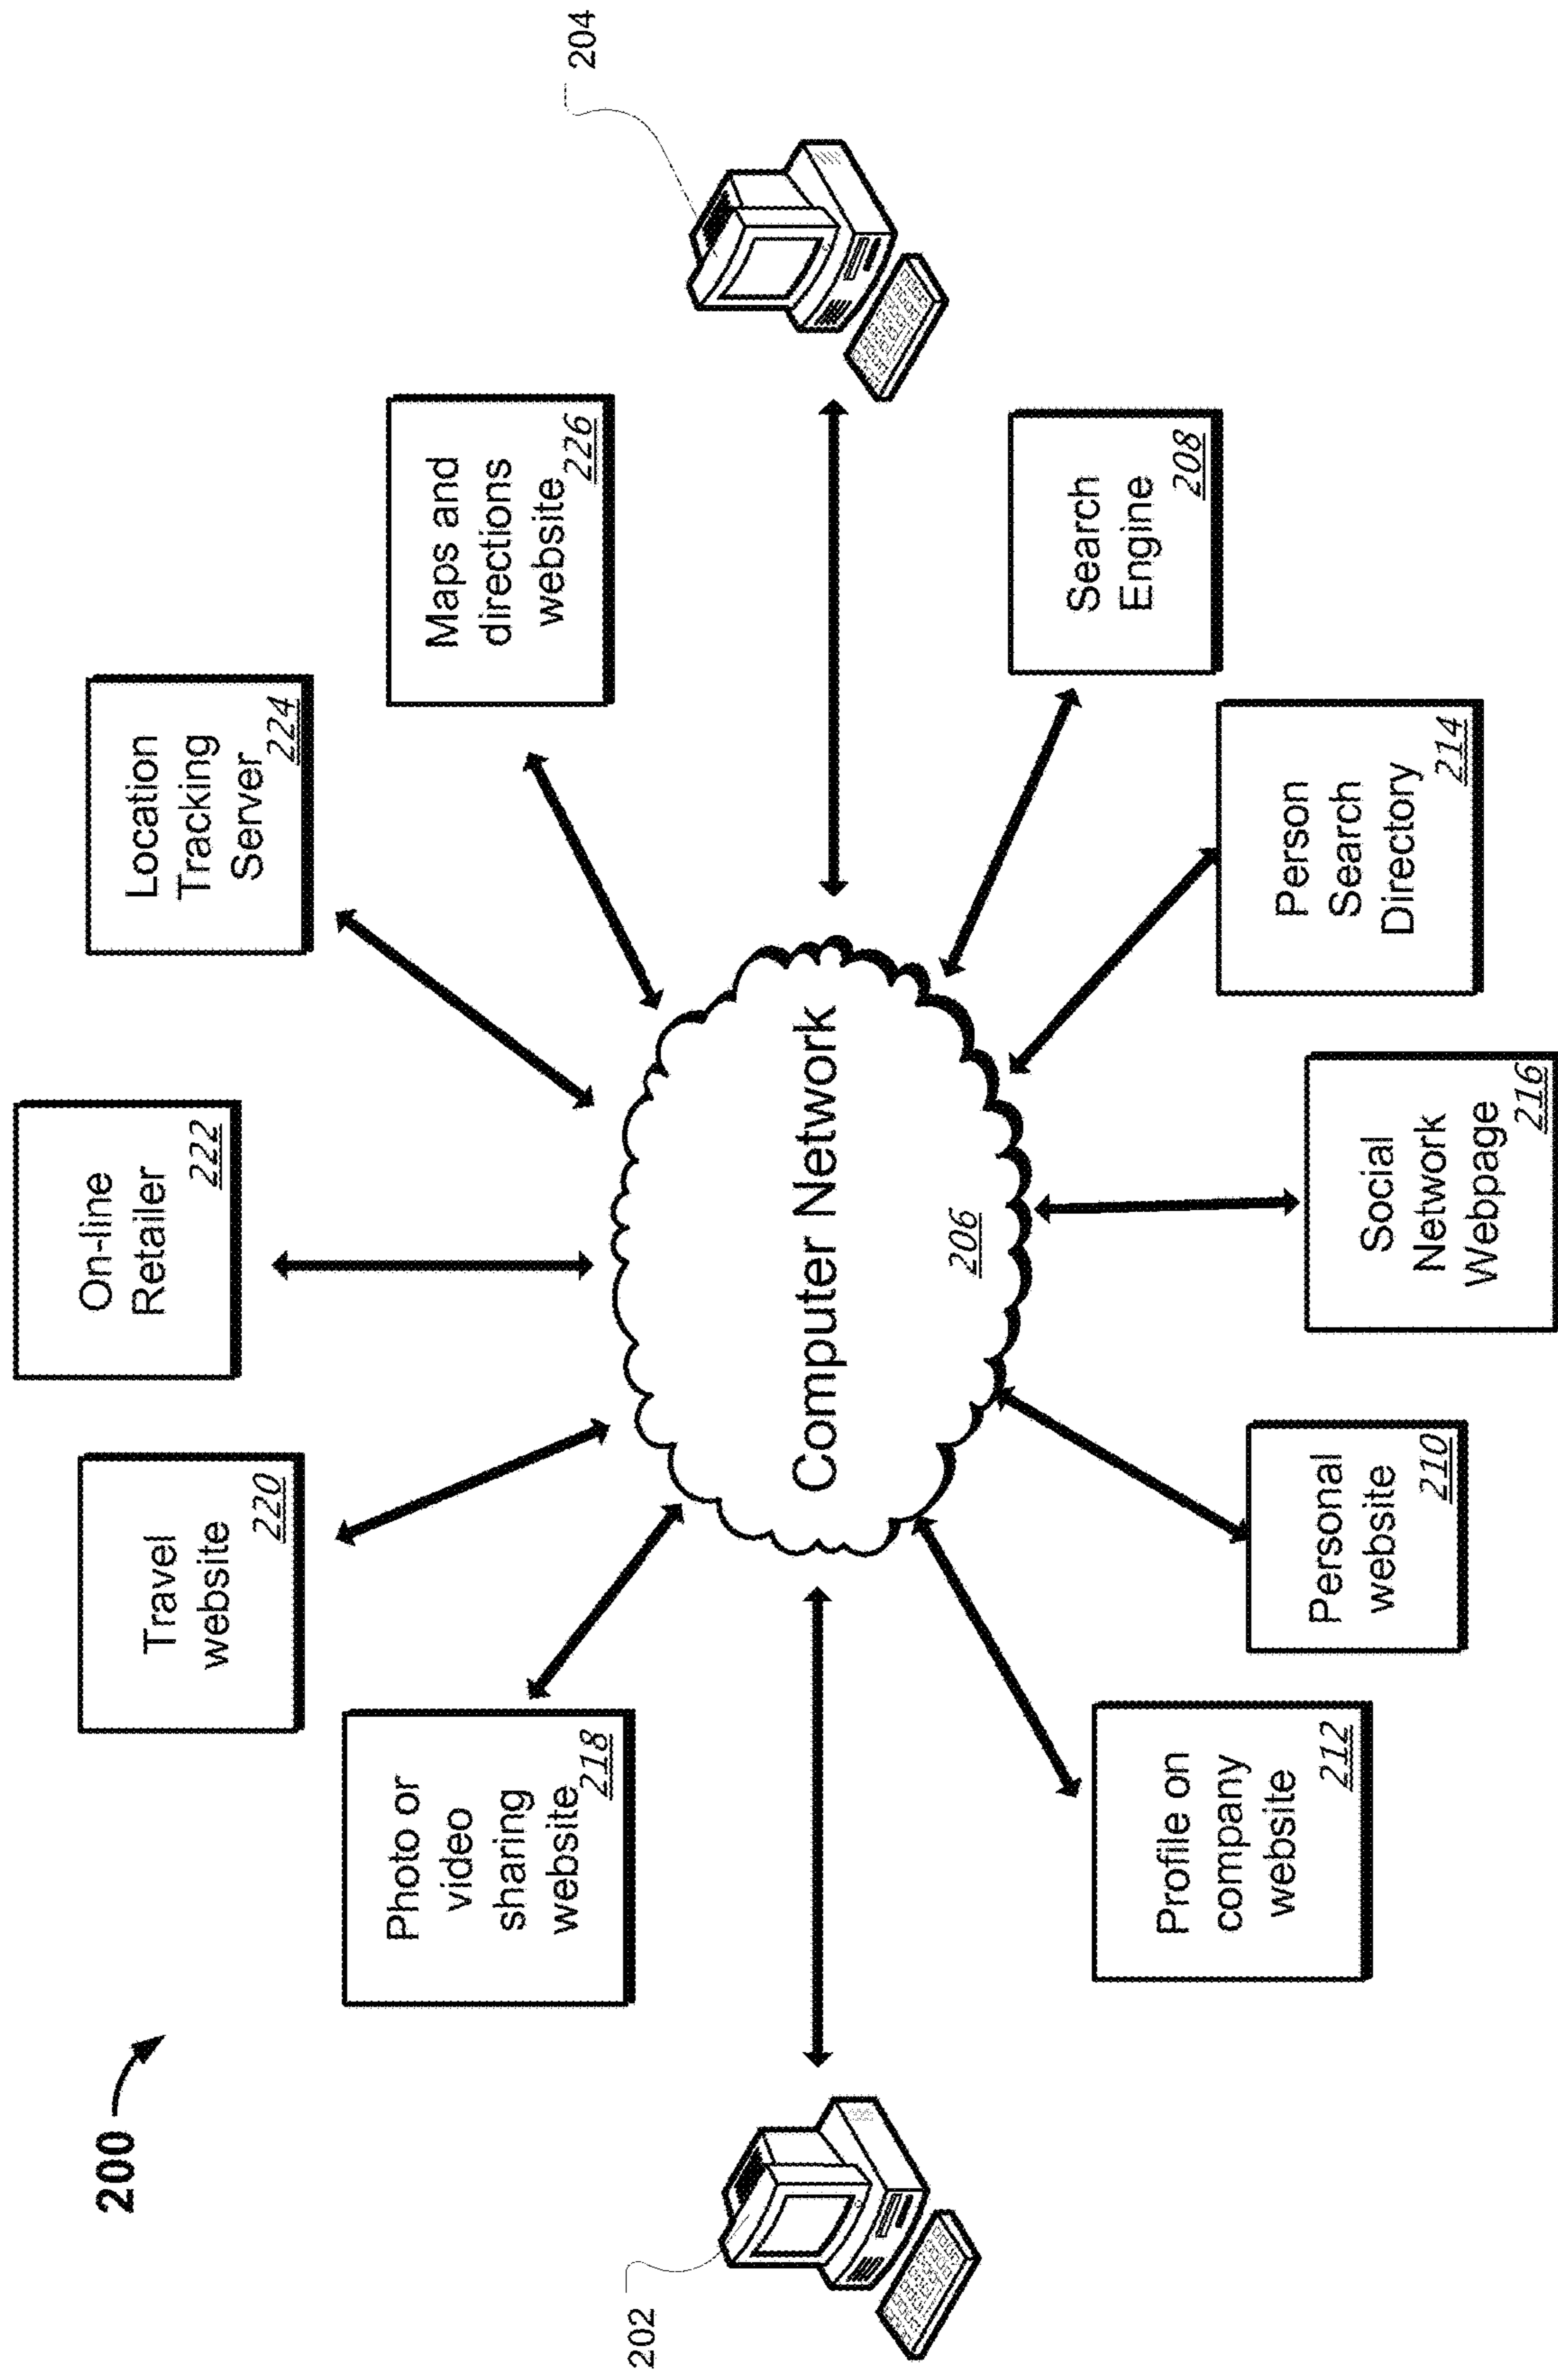 200
On-line
Retailer
222
Travel
website
220
Location
Tracking
Server
224
Photo or
video
sharing
website
218
Maps and
directions
website
226
202
204
Computer Network
206
Profile on
company
website
212
Personal
website
210
Social
Network
Webpage
216
Person
Search
Directory
214
Search
Engine
208